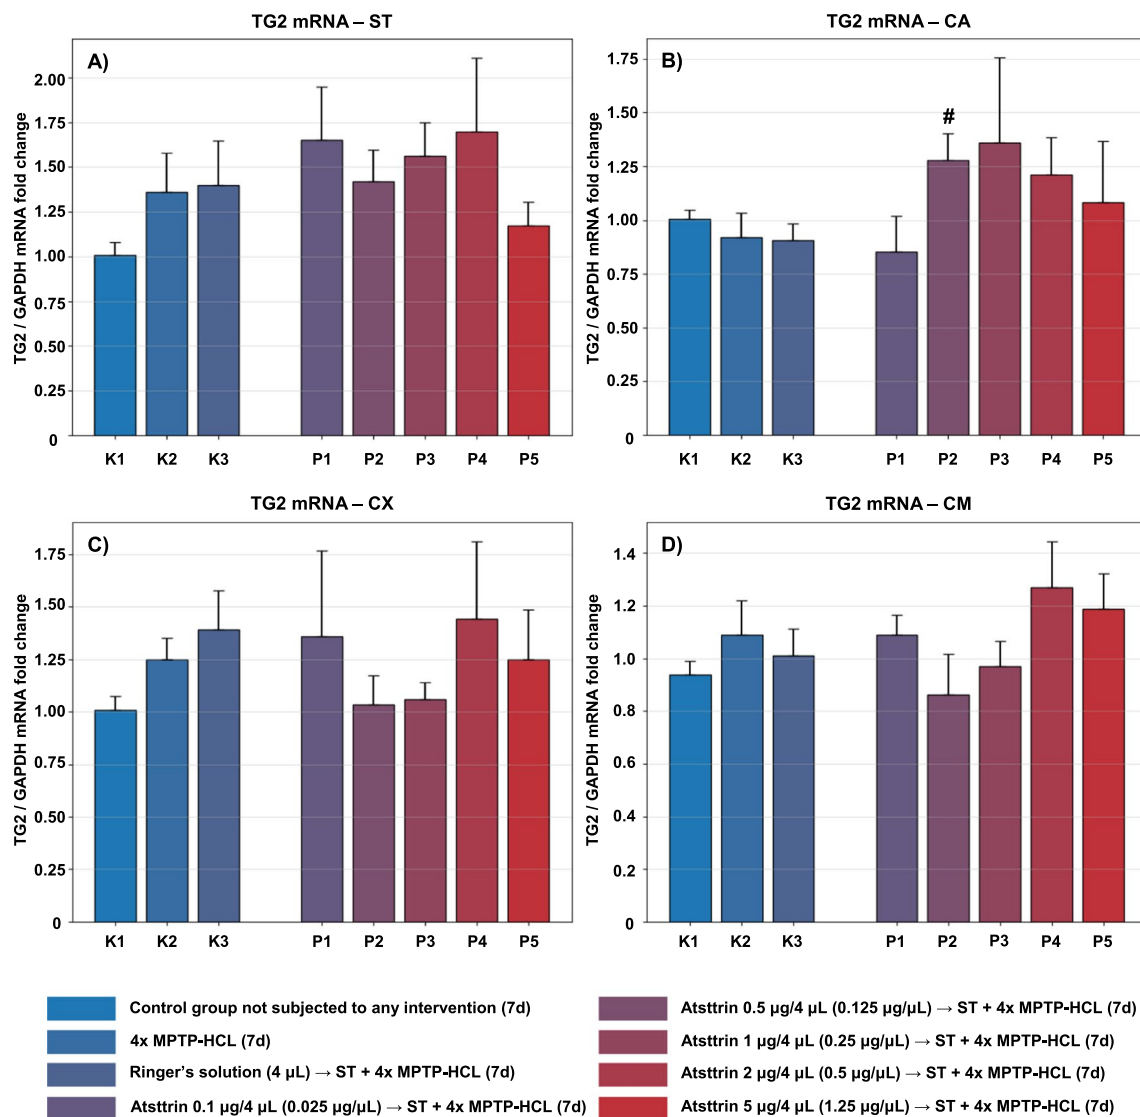 TG2 mRNA – ST
A)
TG2 / GAPDH mRNA fold change
2.00
1.75
1.50
1.25
1.00
0.75
0.50
0.25
0
K1 K2 K3 P1 P2 P3 P4 P5
TG2 mRNA – CA
B)
#
TG2 / GAPDH mRNA fold change
1.75
1.50
1.25
1.00
0.75
0.50
0.25
0
K1 K2 K3 P1 P2 P3 P4 P5
TG2 mRNA – CX
C)
TG2 / GAPDH mRNA fold change
1.75
1.50
1.25
1.00
0.75
0.50
0.25
0
K1 K2 K3 P1 P2 P3 P4 P5
TG2 mRNA – CM
D)
TG2 / GAPDH mRNA fold change
1.4
1.2
1.0
0.8
0.6
0.4
0.2
0
K1 K2 K3 P1 P2 P3 P4 P5
Control group not subjected to any intervention (7d)
4x MPTP-HCL (7d)
Ringer's solution (4 µL) → ST + 4x MPTP-HCL (7d)
Atsttrin 0.1 µg/4 µL (0.025 µg/µL) → ST + 4x MPTP-HCL (7d)
Atsttrin 0.5 µg/4 µL (0.125 µg/µL) → ST + 4x MPTP-HCL (7d)
Atsttrin 1 µg/4 µL (0.25 µg/µL) → ST + 4x MPTP-HCL (7d)
Atsttrin 2 µg/4 µL (0.5 µg/µL) → ST + 4x MPTP-HCL (7d)
Atsttrin 5 µg/4 µL (1.25 µg/µL) → ST + 4x MPTP-HCL (7d)